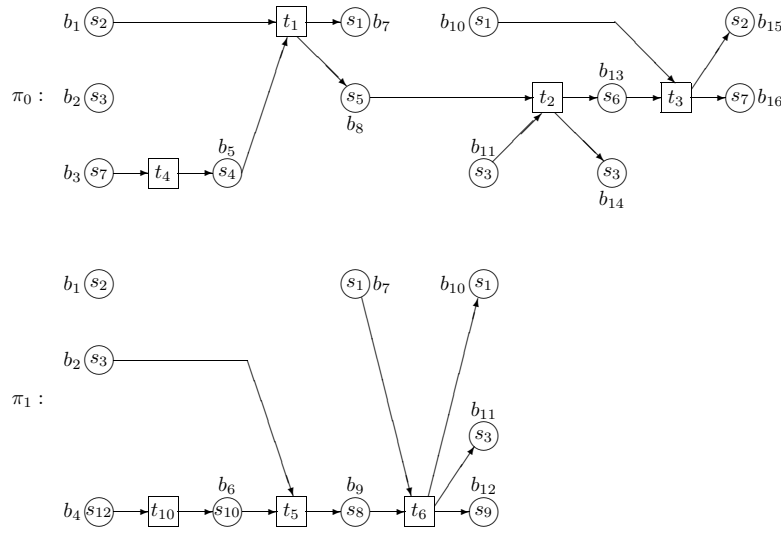 b₁ s₂ t₁ s₁ b₇ b₁₀ s₁ s₂ b₁₅
b₁₃
π₀ : b₂ s₃ s₅ t₂ s₆ t₃ s₇ b₁₆
b₈
b₅ b₁₁
b₃ s₇ t₄ s₄ s₃ s₃
b₁₄
b₁ s₂ s₁ b₇ b₁₀ s₁
b₂ s₃
π₁ :
b₁₁
s₃
b₆ b₉ b₁₂
b₄ s₁₂ t₁₀ s₁₀ t₅ s₈ t₆ s₉